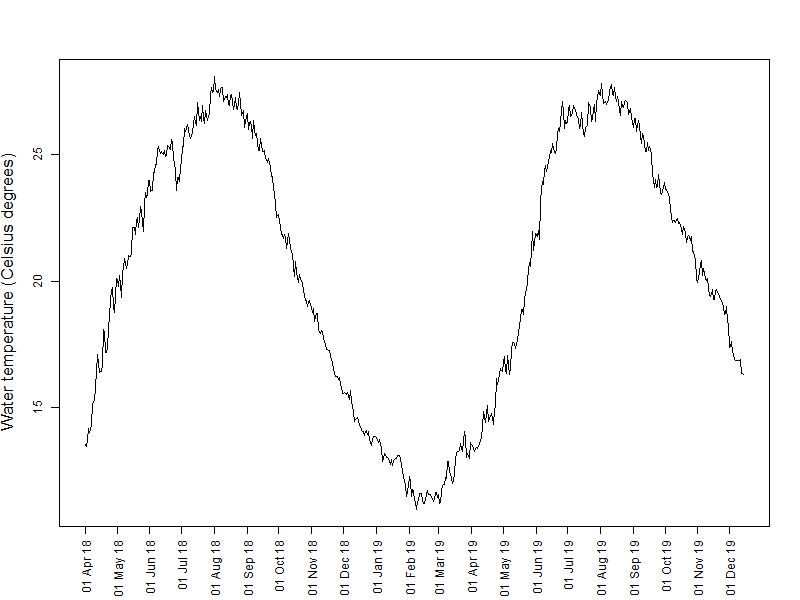 Water temperature (Celsius degrees)
25
20
15
01 Apr 18
01 May 18
01 Jun 18
01 Jul 18
01 Aug 18
01 Sep 18
01 Oct 18
01 Nov 18
01 Dec 18
01 Jan 19
01 Feb 19
01 Mar 19
01 Apr 19
01 May 19
01 Jun 19
01 Jul 19
01 Aug 19
01 Sep 19
01 Oct 19
01 Nov 19
01 Dec 19